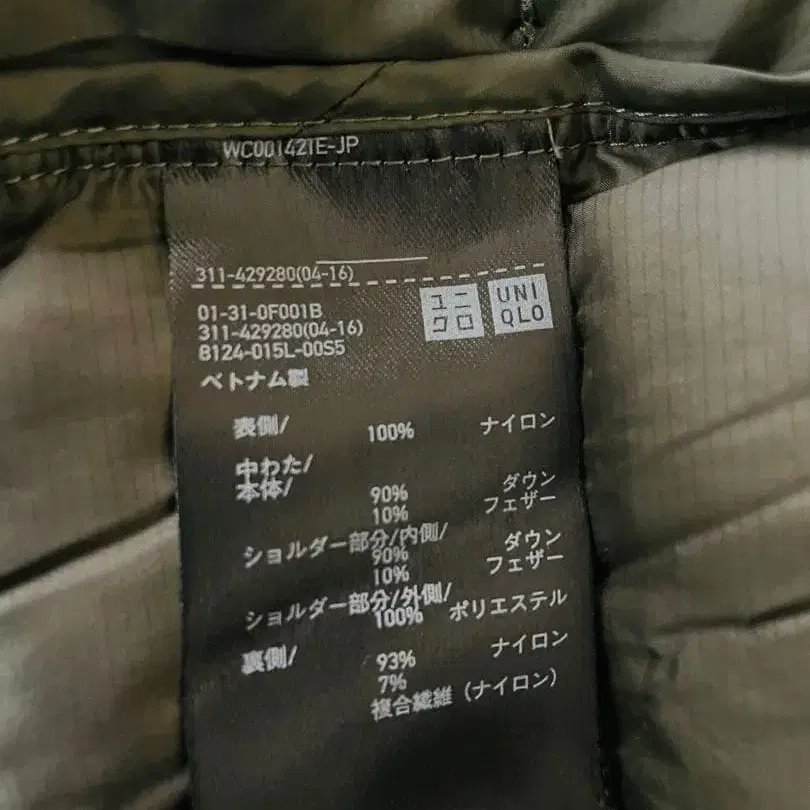 WC001421E-JP
311-429280(04-16)
ユニ
クロ
UNI
QLO
01-31-0F001B
311-429280(04-16)
8124-015L-00S5
ベトナム製
表側/
100% ナイロン
中わた/
本体/
90% ダウン
10% フェザー
ショルダー部分/内側/
90% ダウン
10% フェザー
ショルダー部分/外側/
100% ポリエステル
裏側/
93% ナイロン
7%
複合繊維（ナイロン）